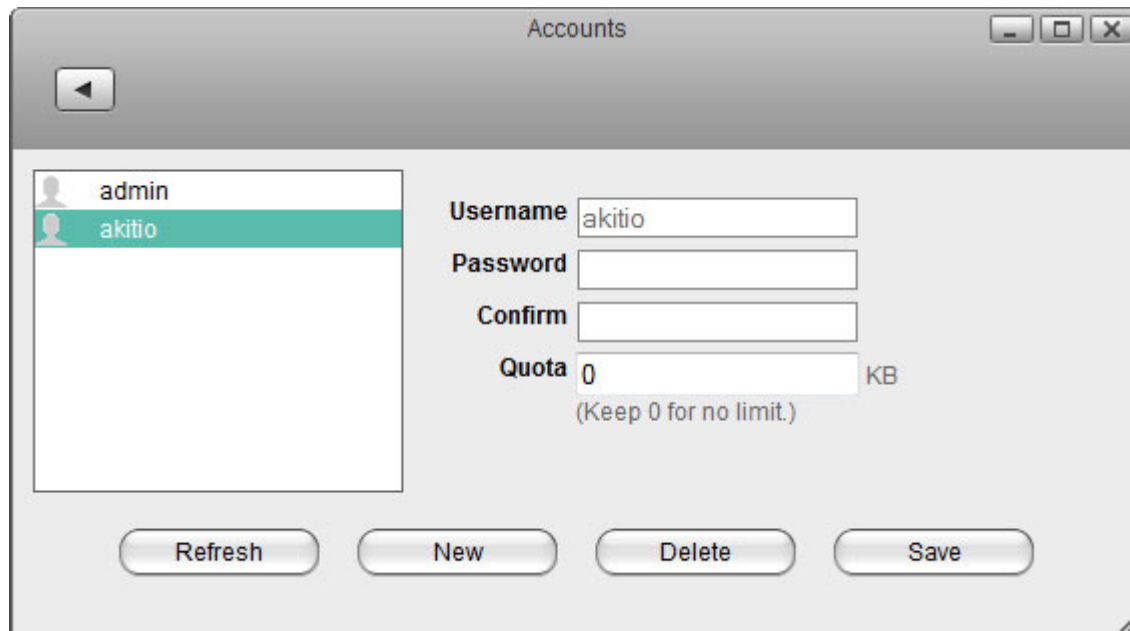 Accounts
admin
akitio
Username akitio
Password
Confirm
Quota 0 KB
(Keep 0 for no limit.)
Refresh New Delete Save